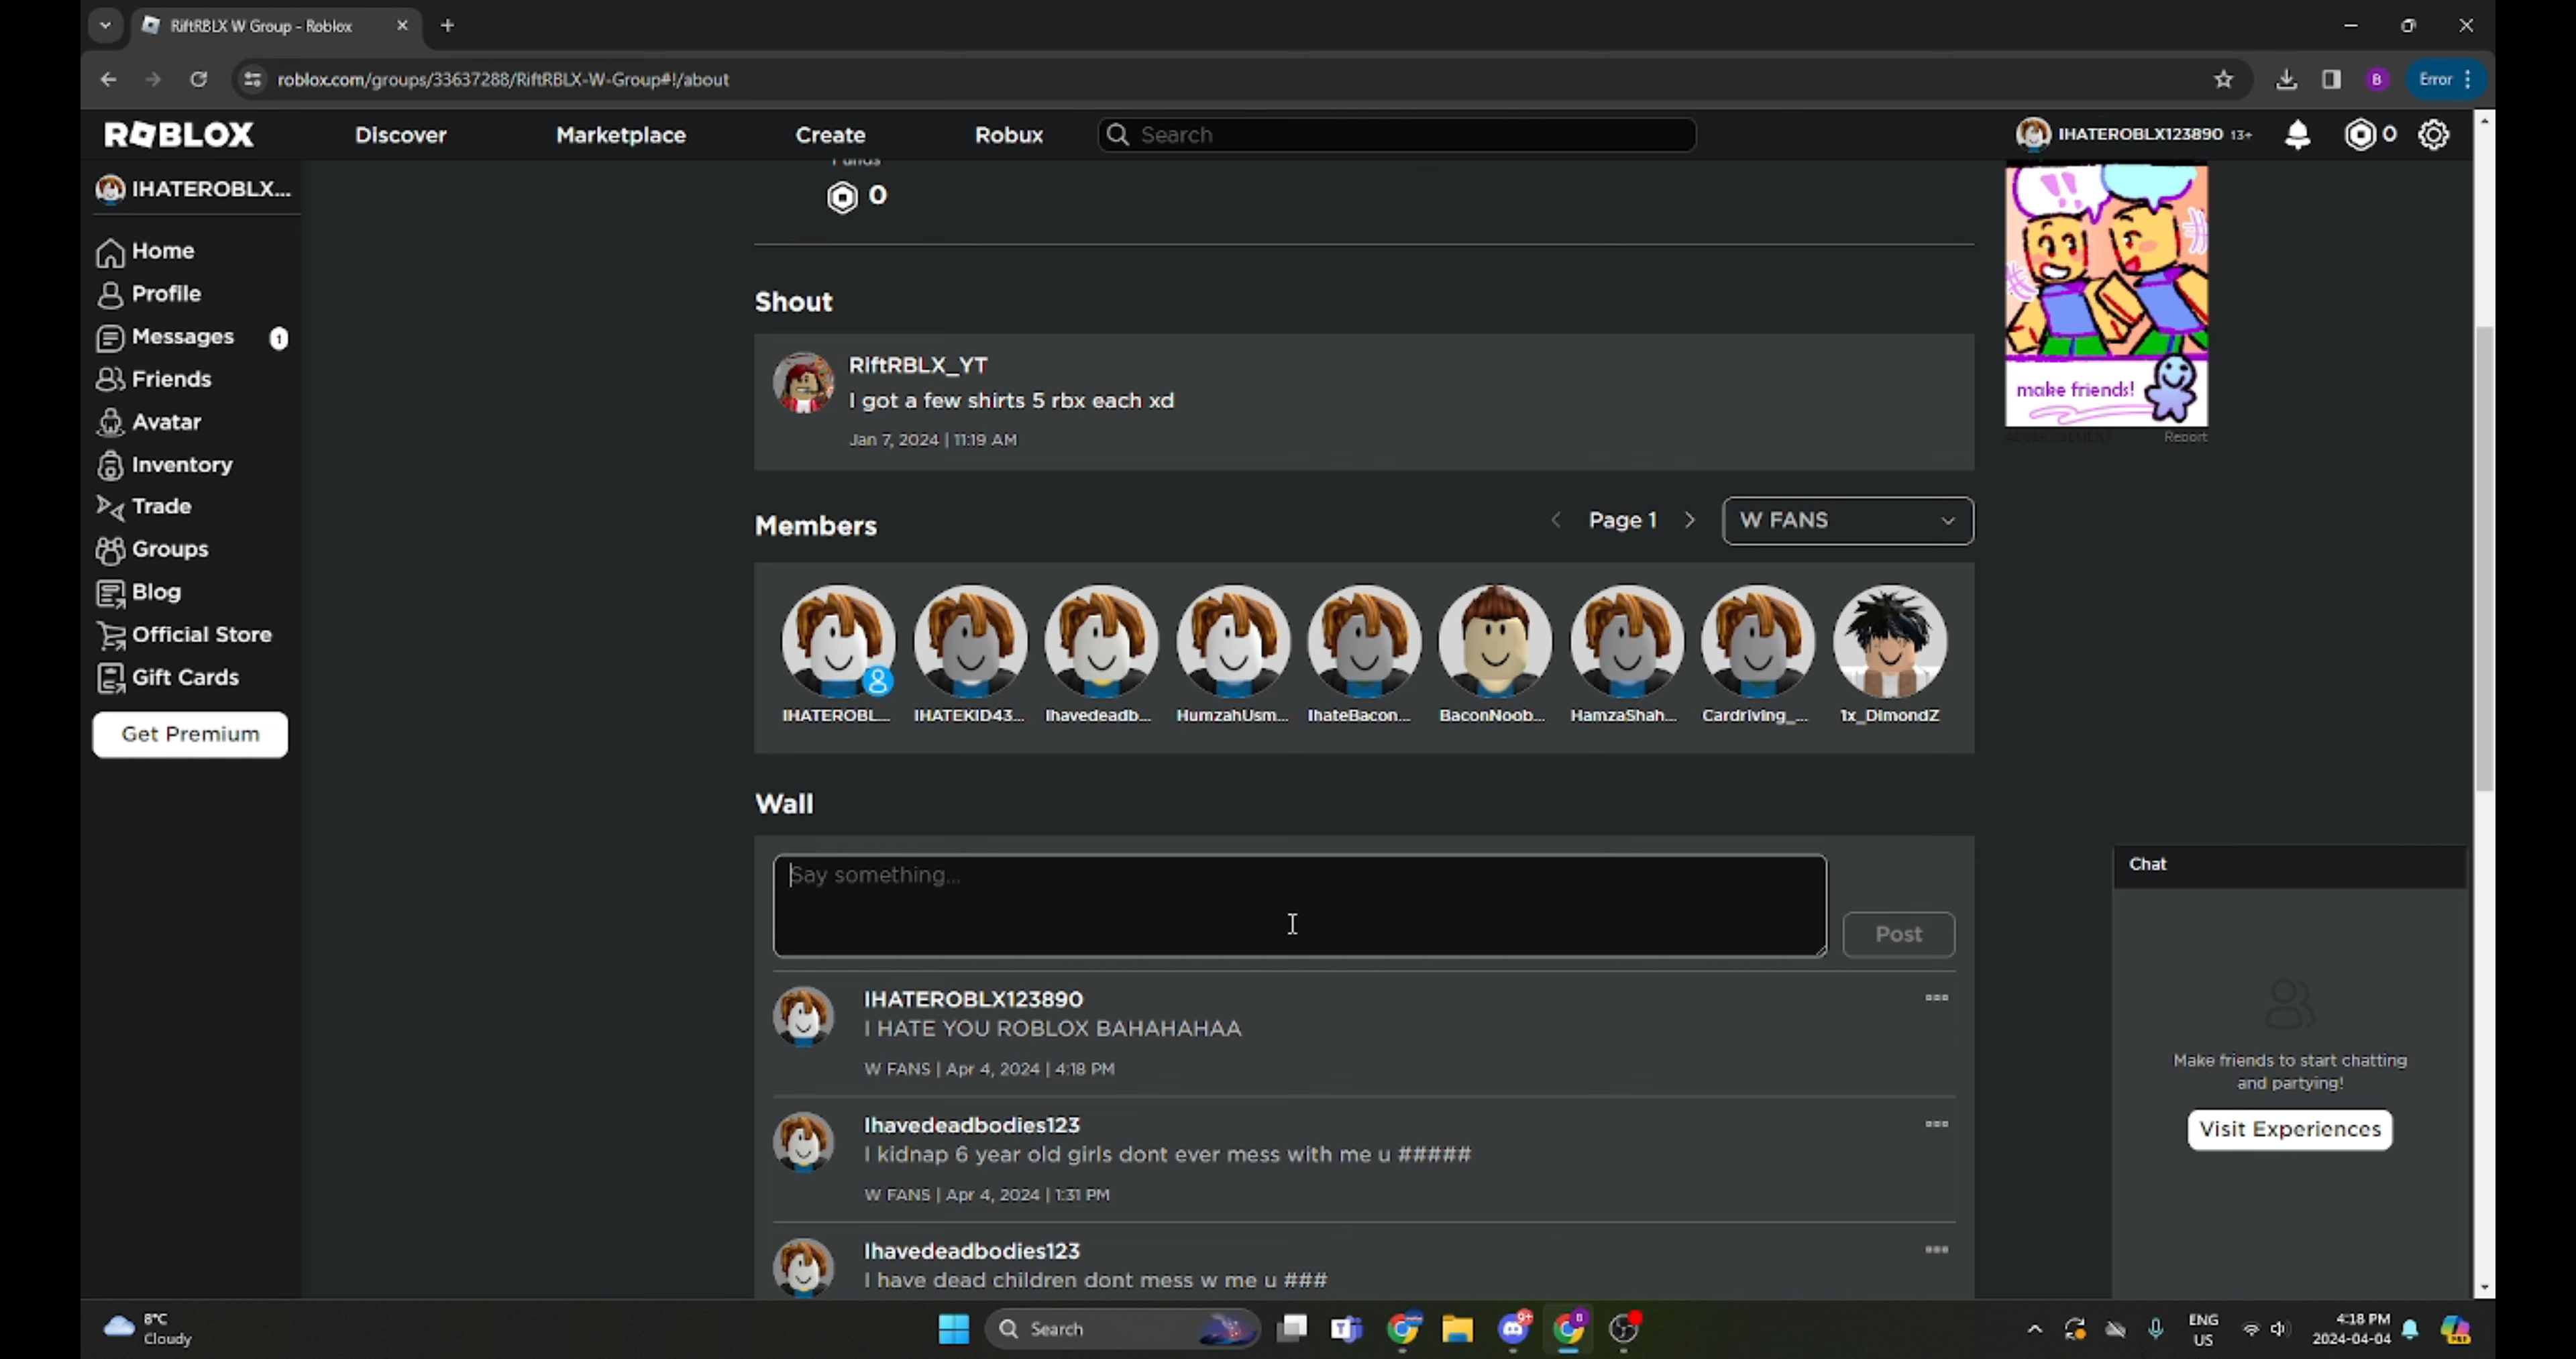 RiftRBLX W Group - Roblox
roblox.com/groups/33637288/RiftRBLX-W-Group#!/about
B
Error
ROBLOX
Discover
Marketplace
Create
Robux
Search
IHATEROBLX123890 13+
0
IHATEROBLX...
Home
Profile
Messages 1
Friends
Avatar
Inventory
Trade
Groups
Blog
Official Store
Gift Cards
Get Premium
Funds
0
Shout
RIftRBLX_YT
I got a few shirts 5 rbx each xd
Jan 7, 2024 | 11:19 AM
make friends!
ADVERTISEMENT
Report
Members
Page 1
W FANS
IHATEROBL... IHATEKID43... Ihavedeadb... HumzahUsm... IhateBacon... BaconNoob... HamzaShah... Cardriving_... 1x_DimondZ
Wall
Say something...
Post
IHATEROBLX123890
I HATE YOU ROBLOX BAHAHAHAA
W FANS | Apr 4, 2024 | 4:18 PM
Ihavedeadbodies123
I kidnap 6 year old girls dont ever mess with me u #####
W FANS | Apr 4, 2024 | 1:31 PM
Ihavedeadbodies123
I have dead children dont mess w me u ###
Chat
Make friends to start chatting
and partying!
Visit Experiences
8°C
Cloudy
Search
9+
ENG
US
4:18 PM
2024-04-04